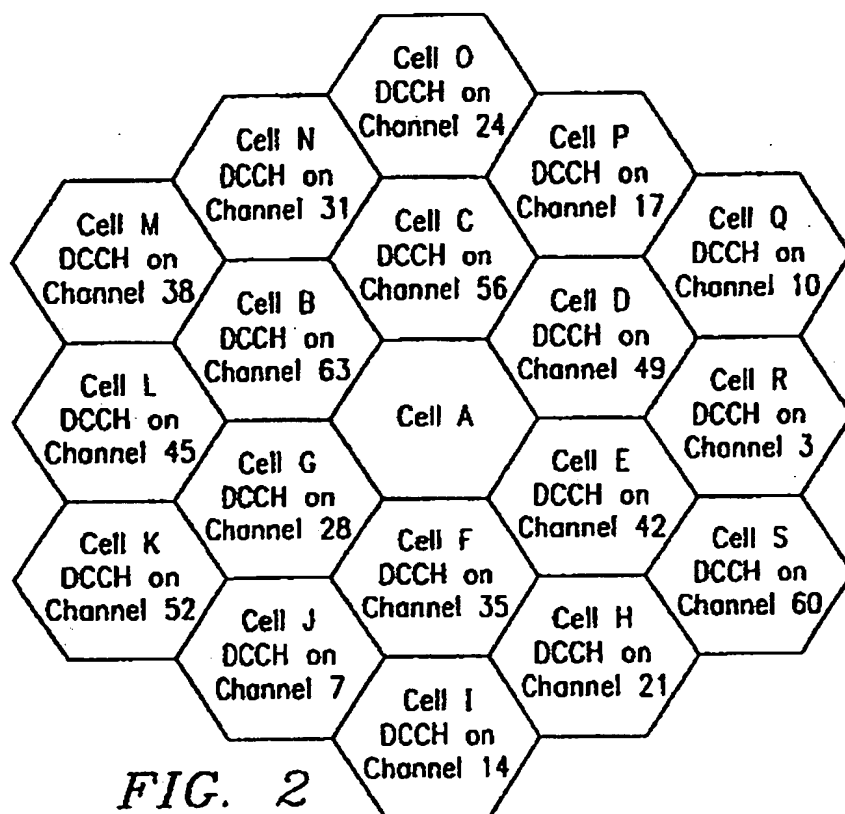 Cell O
DCCH on
Channel 24
Cell N
DCCH on
Channel 31
Cell P
DCCH on
Channel 17
Cell M
DCCH on
Channel 38
Cell C
DCCH on
Channel 56
Cell Q
DCCH on
Channel 10
Cell B
DCCH on
Channel 63
Cell D
DCCH on
Channel 49
Cell L
DCCH on
Channel 45
Cell A
Cell R
DCCH on
Channel 3
Cell G
DCCH on
Channel 28
Cell E
DCCH on
Channel 42
Cell K
DCCH on
Channel 52
Cell F
DCCH on
Channel 35
Cell S
DCCH on
Channel 60
Cell J
DCCH on
Channel 7
Cell H
DCCH on
Channel 21
Cell I
DCCH on
Channel 14
FIG. 2